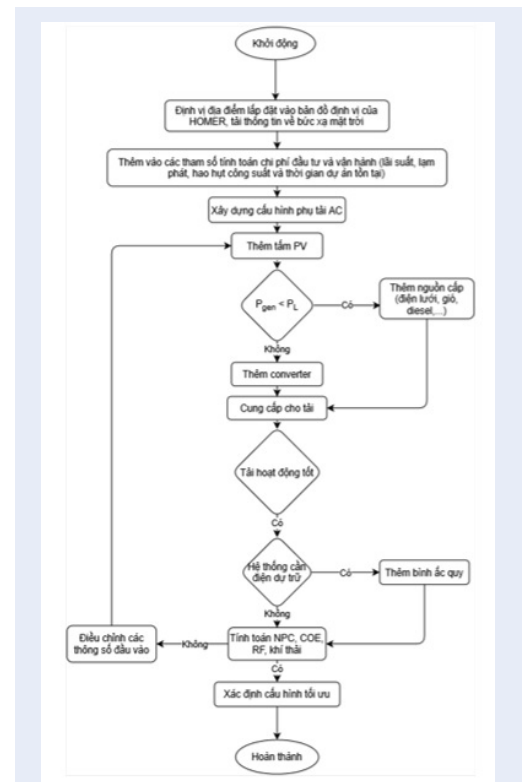 Khởi động
Định vị địa điểm lắp đặt vào bản đồ định vị của
HOMER, tải thông tin về bức xạ mặt trời
Thêm vào các tham số tính toán chi phí đầu tư và vận hành (lãi suất, lạm
phát, hao hụt công suất và thời gian dự án tồn tại)
Xây dựng cấu hình phụ tải AC
Thêm tấm PV
Pgen < PL
Có
Thêm nguồn cấp
(điện lưới, gió,
diesel,...)
Không
Thêm converter
Cung cấp cho tải
Tải hoạt động tốt
Có
Hệ thống cần
điện dự trữ
Có
Thêm bình ắc quy
Không
Điều chỉnh các
thông số đầu vào
Không
Tính toán NPC, COE,
RF, khí thải
Có
Xác định cấu hình tối ưu
Hoàn thành